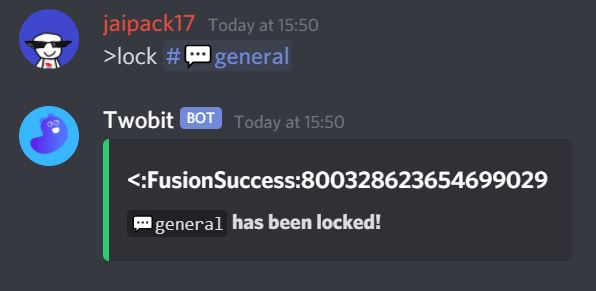 jaipack17 Today at 15:50
>lock #💬general
Twobit BOT Today at 15:50
<:FusionSuccess:800328623654699029
💬general has been locked!